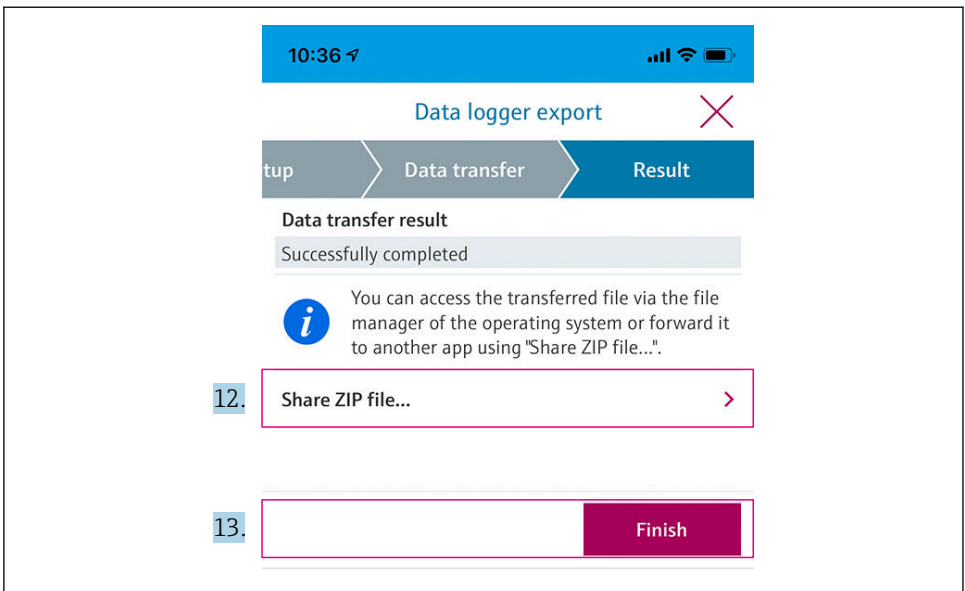 10:36
Data logger export
tup
Data transfer
Result
Data transfer result
Successfully completed
You can access the transferred file via the file
manager of the operating system or forward it
to another app using "Share ZIP file...".
12.
Share ZIP file...
13.
Finish